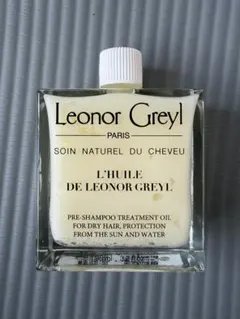 Leonor Greyl
PARIS
SOIN NATUREL DU CHEVEU
L'HUILE
DE LEONOR GREYL
PRE-SHAMPOO TREATMENT OIL
FOR DRY HAIR, PROTECTION
FROM THE SUN AND WATER